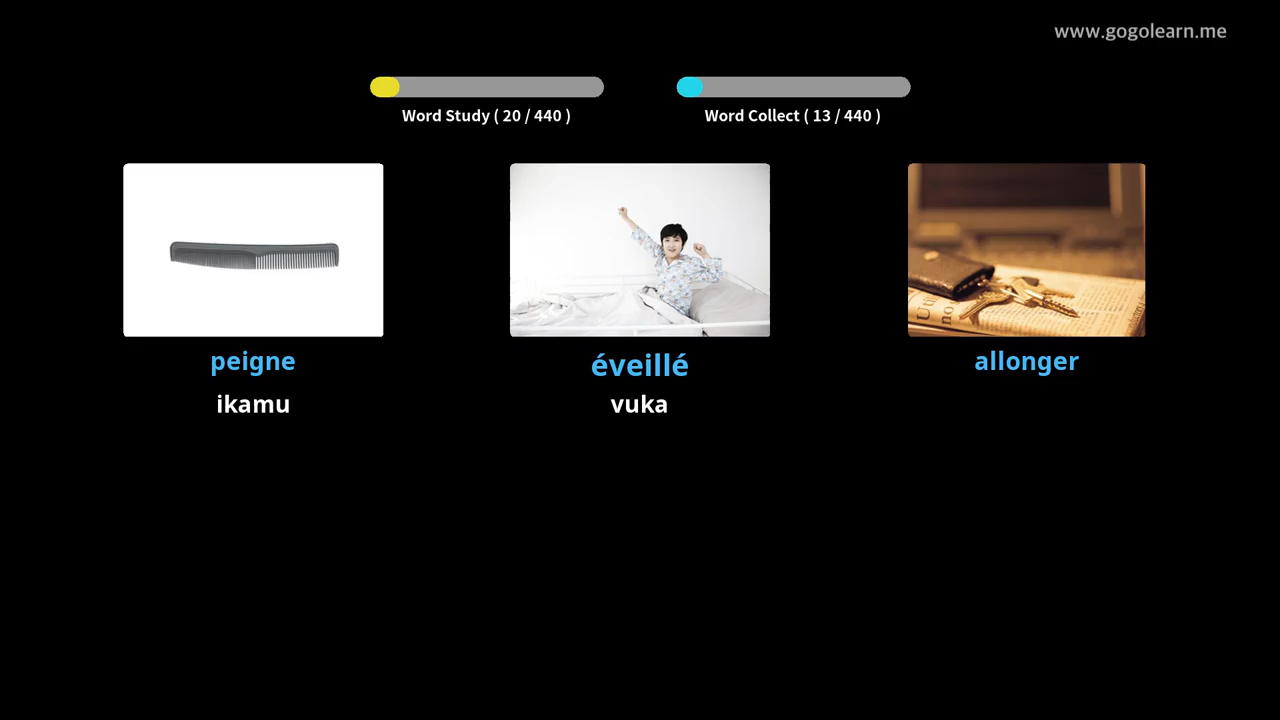 www.gogolearn.me
Word Study ( 20 / 440 )
Word Collect ( 13 / 440 )
peigne
éveillé
allonger
ikamu
vuka